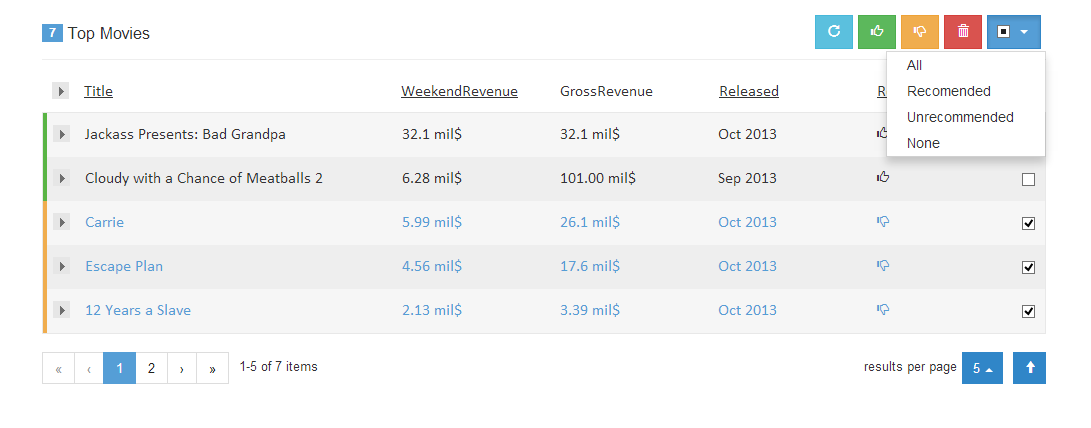 7 Top Movies
All
Recomended
Unrecommended
None
Title WeekendRevenue GrossRevenue Released
Jackass Presents: Bad Grandpa 32.1 mil$ 32.1 mil$ Oct 2013
Cloudy with a Chance of Meatballs 2 6.28 mil$ 101.00 mil$ Sep 2013
Carrie 5.99 mil$ 26.1 mil$ Oct 2013
Escape Plan 4.56 mil$ 17.6 mil$ Oct 2013
12 Years a Slave 2.13 mil$ 3.39 mil$ Oct 2013
« ‹ 1 2 › » 1-5 of 7 items results per page 5